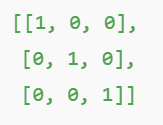 [[1, 0, 0],
[0, 1, 0],
[0, 0, 1]]